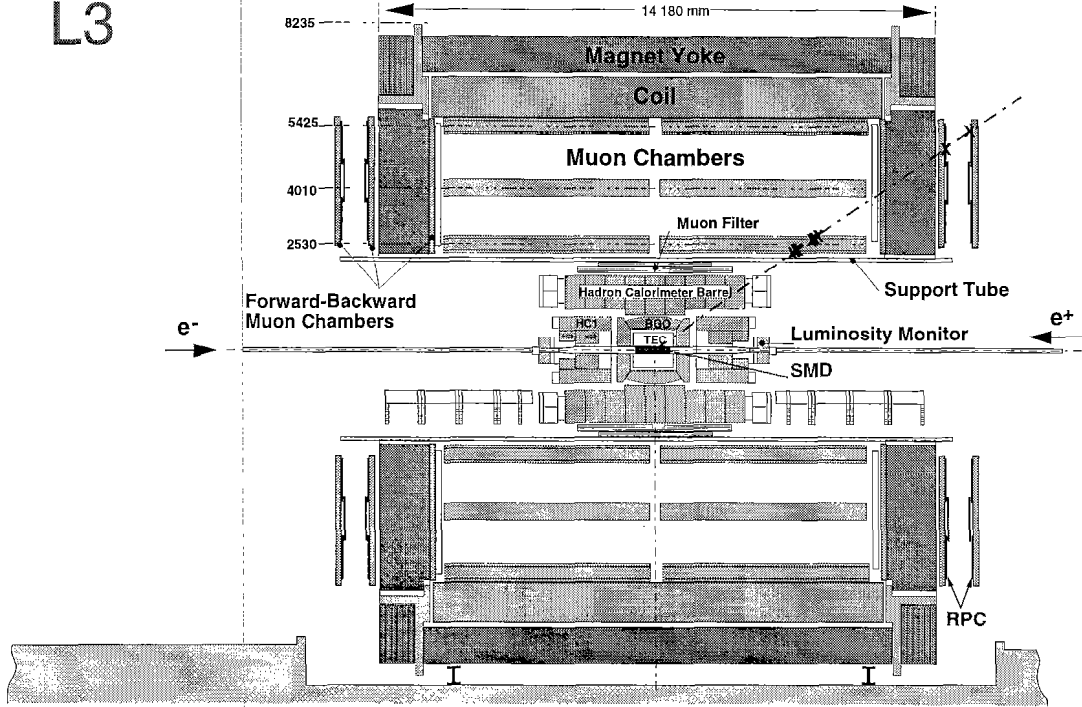 L3
14 180 mm
8235
Magnet Yoke
Coil
5425
Muon Chambers
4010
Muon Filter
2530
Hadron Calorimeter Barrel
Support Tube
Forward-Backward
Muon Chambers
HC1
BGO
e-
e+
TEC
Luminosity Monitor
SMD
RPC